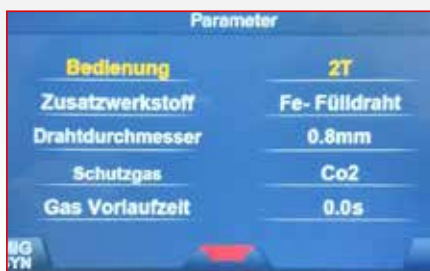 Parameter
Bedienung 2T
Zusatzwerkstoff Fe- Fülldraht
Drahtdurchmesser 0.8mm
Schutzgas Co2
Gas Vorlaufzeit 0.0s
MIG
SYN